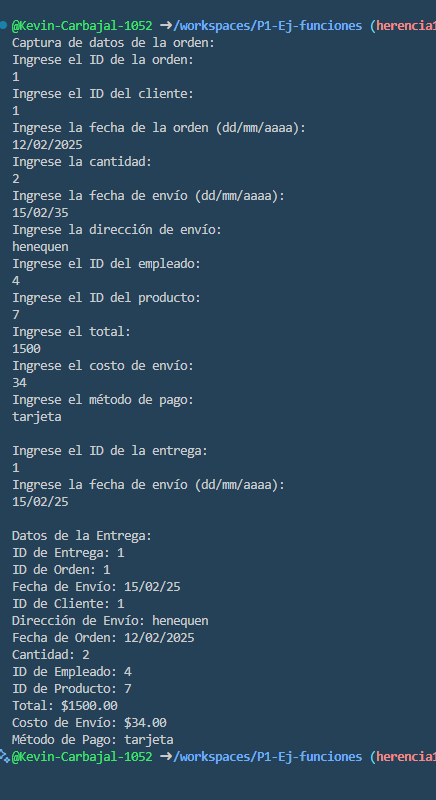 @Kevin-Carbajal-1052 ➜/workspaces/P1-Ej-funciones (herencia1
Captura de datos de la orden:
Ingrese el ID de la orden:
1
Ingrese el ID del cliente:
1
Ingrese la fecha de la orden (dd/mm/aaaa):
12/02/2025
Ingrese la cantidad:
2
Ingrese la fecha de envío (dd/mm/aaaa):
15/02/35
Ingrese la dirección de envío:
henequen
Ingrese el ID del empleado:
4
Ingrese el ID del producto:
7
Ingrese el total:
1500
Ingrese el costo de envío:
34
Ingrese el método de pago:
tarjeta
Ingrese el ID de la entrega:
1
Ingrese la fecha de envío (dd/mm/aaaa):
15/02/25
Datos de la Entrega:
ID de Entrega: 1
ID de Orden: 1
Fecha de Envío: 15/02/25
ID de Cliente: 1
Dirección de Envío: henequen
Fecha de Orden: 12/02/2025
Cantidad: 2
ID de Empleado: 4
ID de Producto: 7
Total: $1500.00
Costo de Envío: $34.00
Método de Pago: tarjeta
@Kevin-Carbajal-1052 ➜/workspaces/P1-Ej-funciones (herencia1